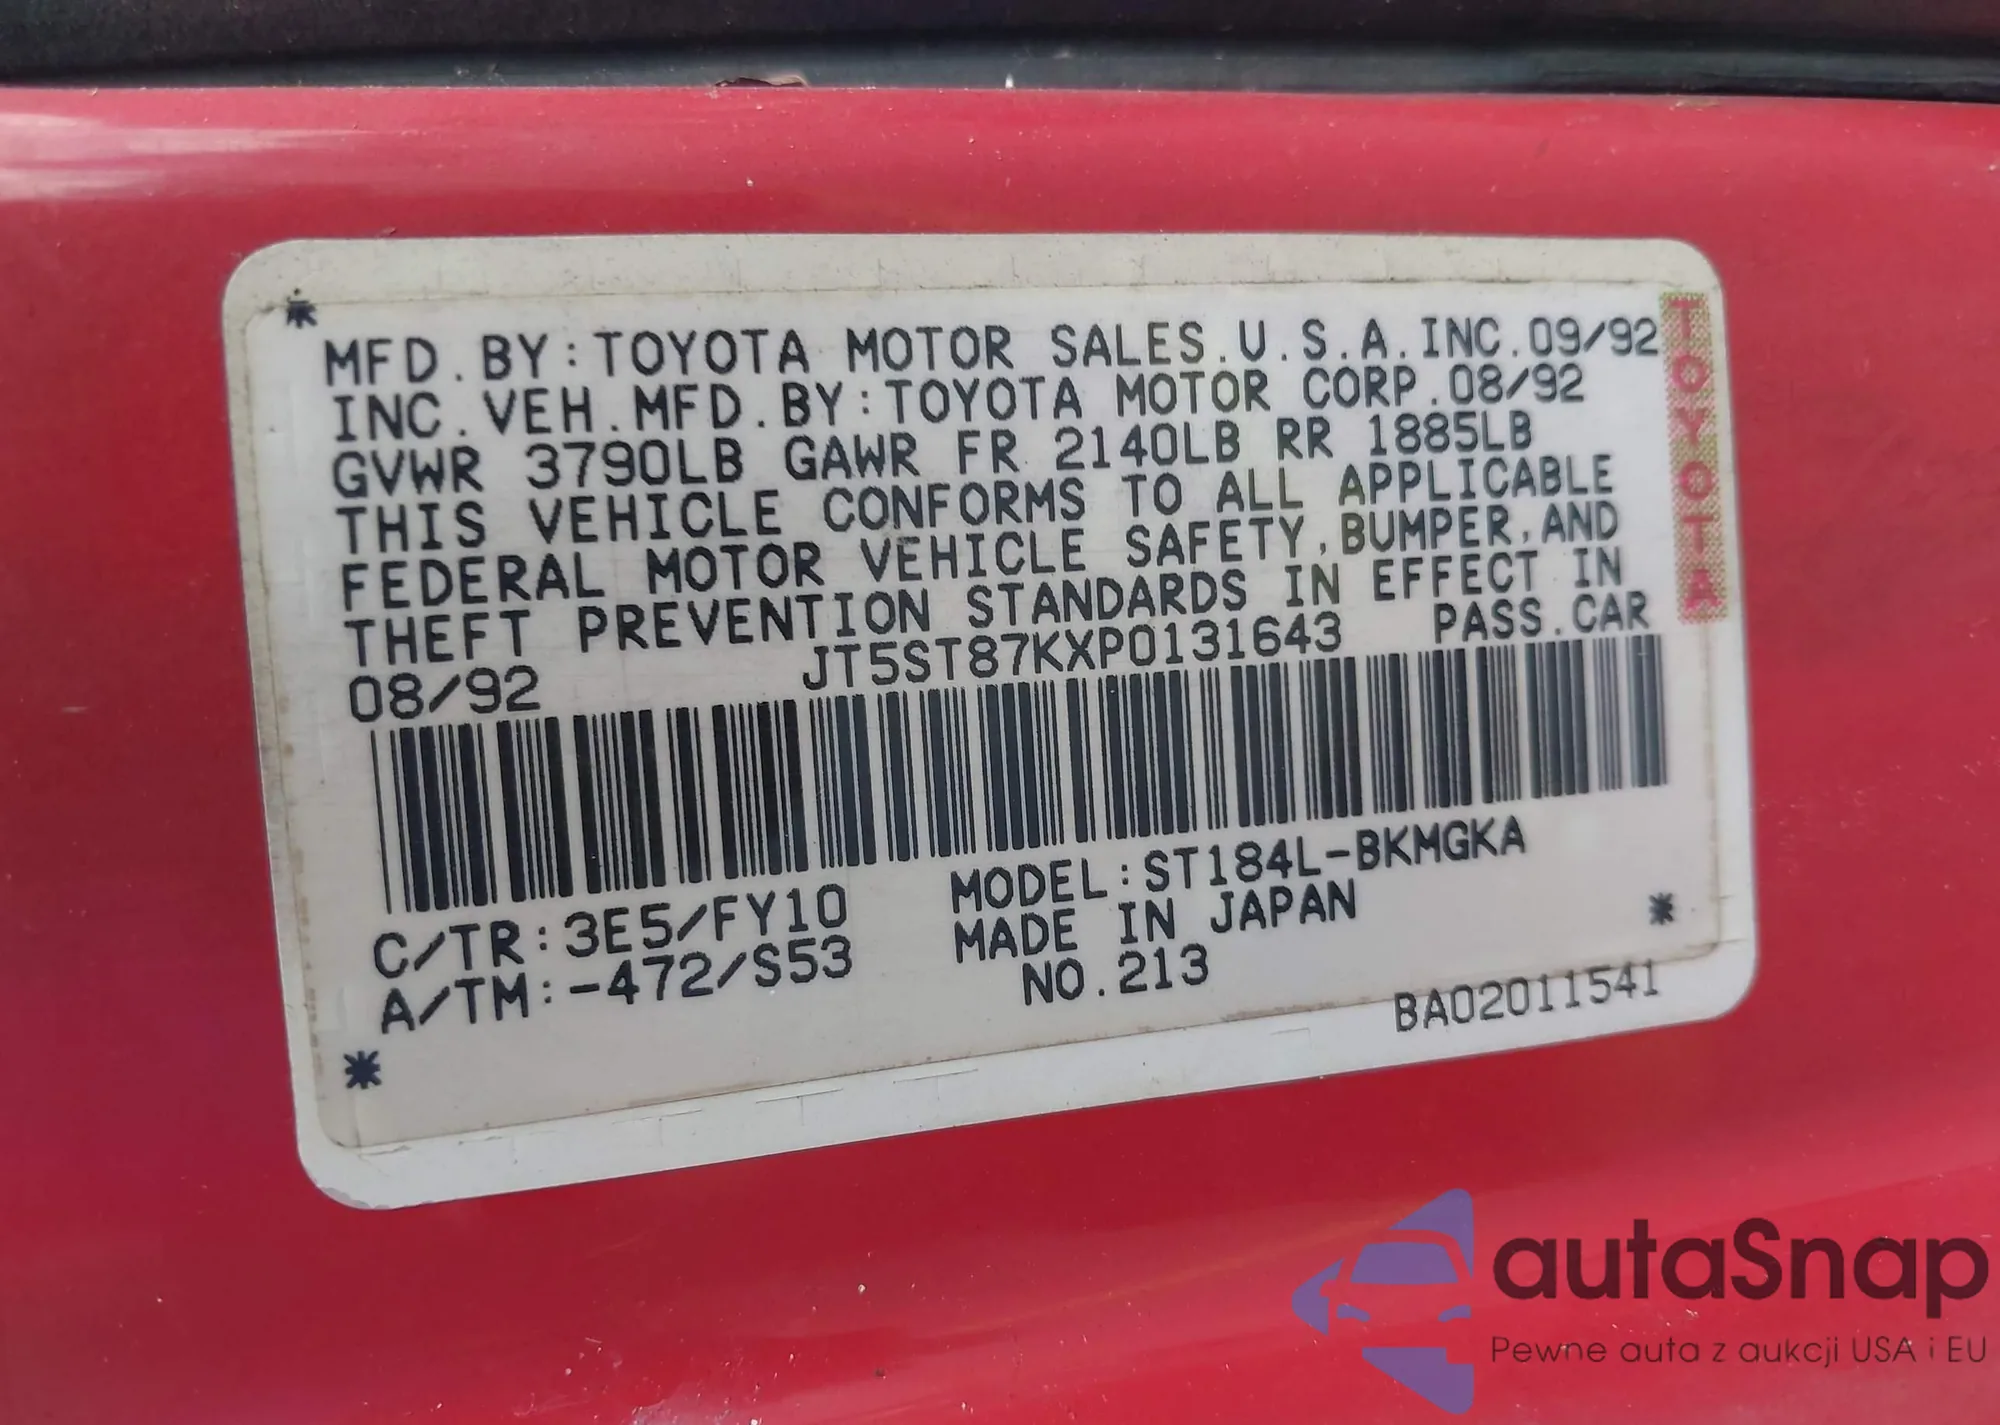 MFD. BY: TOYOTA MOTOR SALES. U.S.A. INC. 09/92
INC. VEH. MFD. BY: TOYOTA MOTOR CORP. 08/92
GVWR 3790LB GAWR FR 2140LB RR 1885LB
THIS VEHICLE CONFORMS TO ALL APPLICABLE
FEDERAL MOTOR VEHICLE SAFETY, BUMPER, AND
THEFT PREVENTION STANDARDS IN EFFECT IN
08/92 JT5ST87KXP0131643 PASS. CAR
C/TR: 3E5/FY10 MODEL: ST184L-BKMGKA
A/TM: -472/S53 MADE IN JAPAN
NO. 213
BA02011541
TOYOTA
autaSnap
Pewne auta z aukcji USA i EU